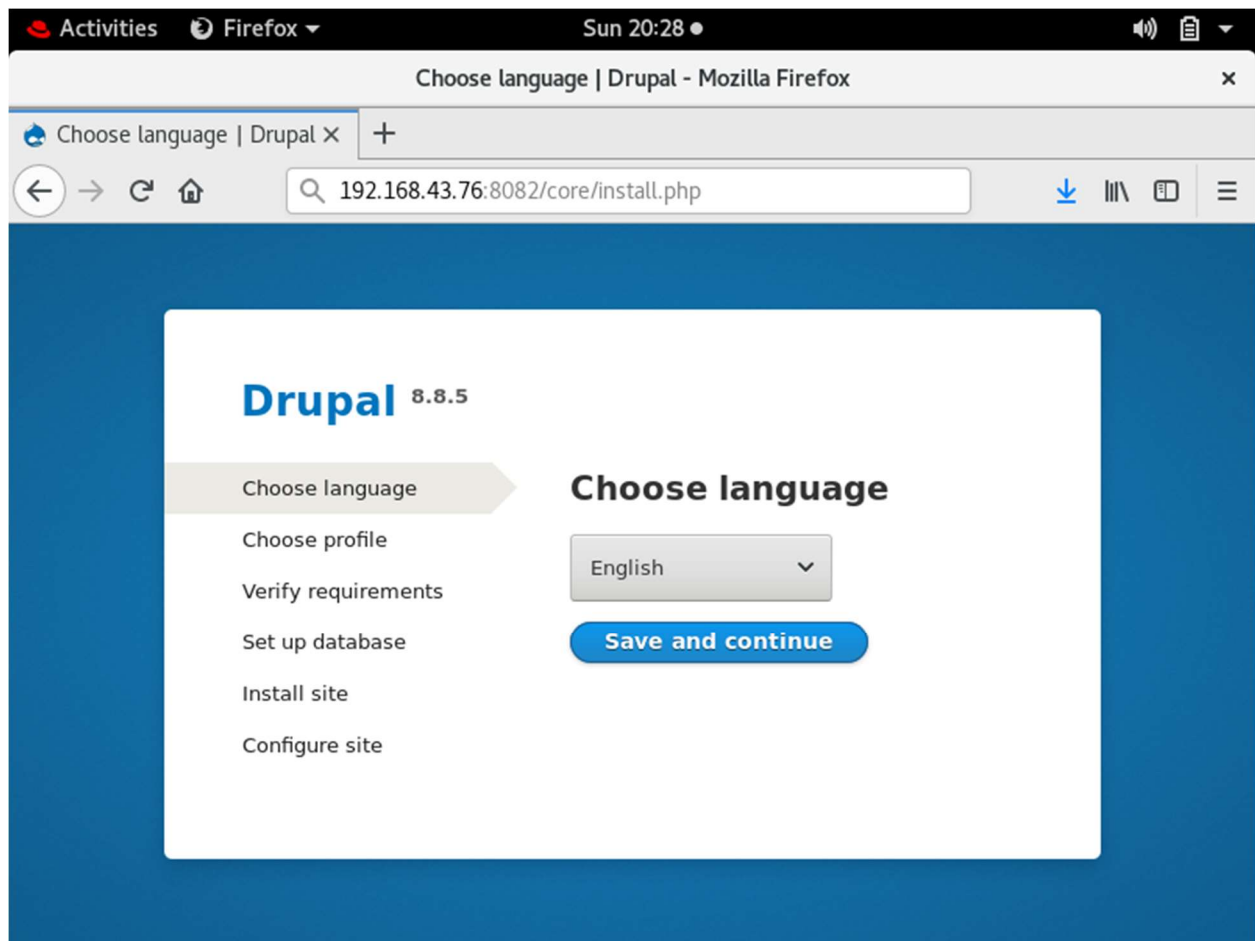 Activities Firefox Sun 20:28
Choose language | Drupal - Mozilla Firefox
Choose language | Drupal
192.168.43.76:8082/core/install.php
Drupal 8.8.5
Choose language
Choose profile
Verify requirements
Set up database
Install site
Configure site
Choose language
English
Save and continue